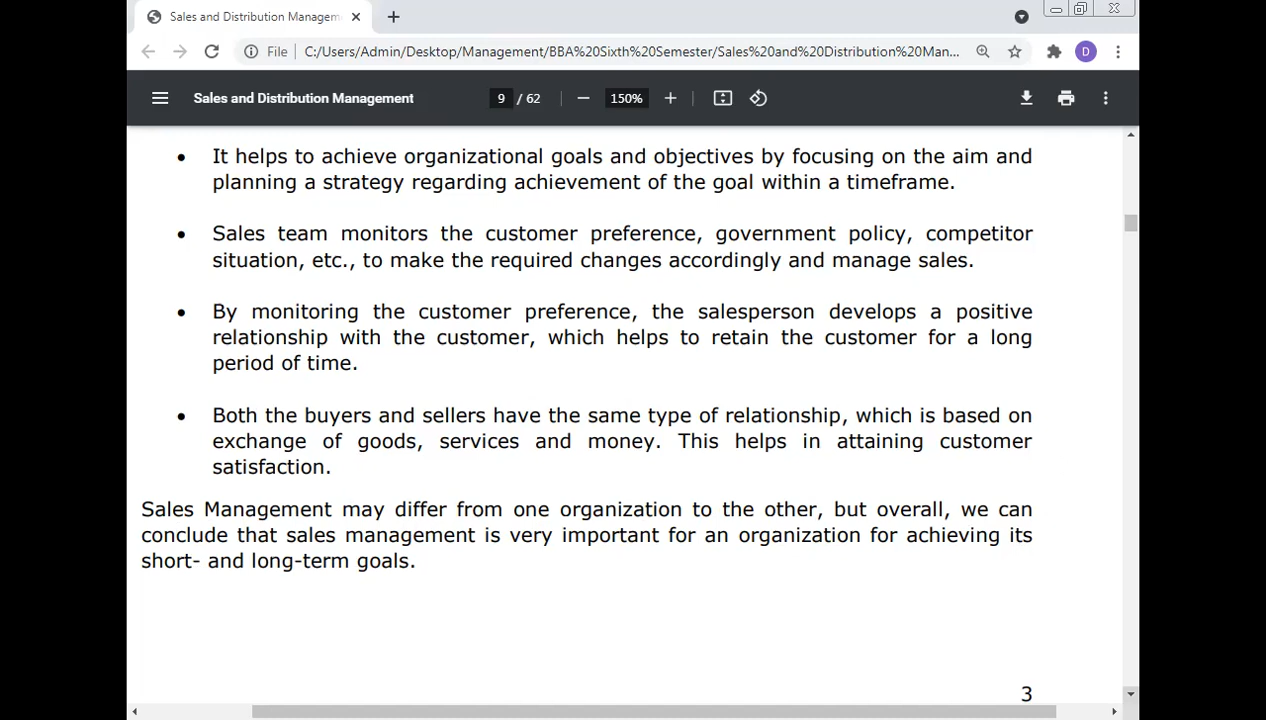 Sales and Distribution Managem
File C:/Users/Admin/Desktop/Management/BBA%20Sixth%20Semester/Sales%20and%20Distribution%20Man... D
Sales and Distribution Management 9 / 62 150%
• It helps to achieve organizational goals and objectives by focusing on the aim and
planning a strategy regarding achievement of the goal within a timeframe.
• Sales team monitors the customer preference, government policy, competitor
situation, etc., to make the required changes accordingly and manage sales.
• By monitoring the customer preference, the salesperson develops a positive
relationship with the customer, which helps to retain the customer for a long
period of time.
• Both the buyers and sellers have the same type of relationship, which is based on
exchange of goods, services and money. This helps in attaining customer
satisfaction.
Sales Management may differ from one organization to the other, but overall, we can
conclude that sales management is very important for an organization for achieving its
short- and long-term goals.
3